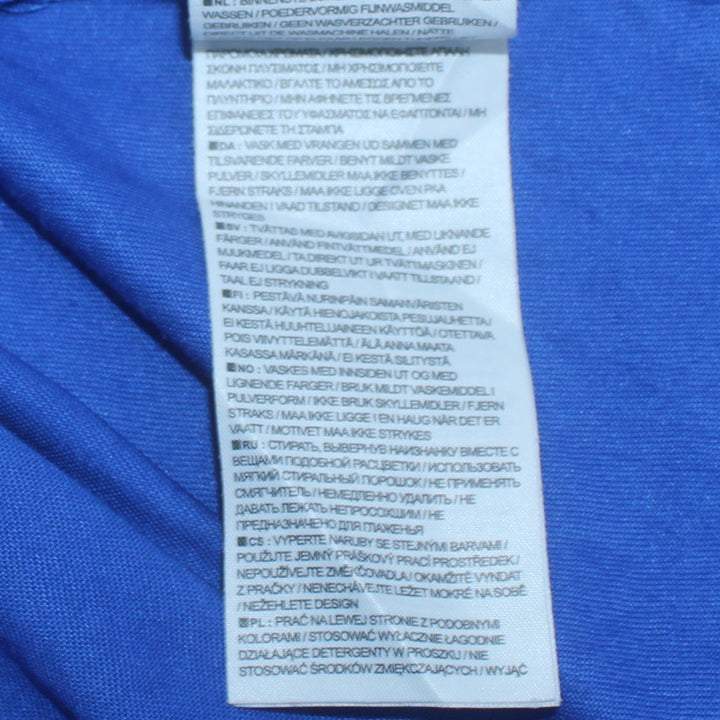 NL : BINNENSTE
WASSEN / POEDERVORMIG FIJNWASMIDDEL
GEBRUIKEN / GEEN WASVERZACHTER GEBRUIKEN /
DIRECT UIT DE WASMACHINE HALEN / NATTE
ΠΑΡΟΜΟΙΑ ΧΡΩΜΑΤΑ / ΧΡΗΣΙΜΟΠΟΙΕΙΤΕ ΑΠΑΛΗ
ΣΚΟΝΗ ΠΛΥΣΙΜΑΤΟΣ / ΜΗ ΧΡΗΣΙΜΟΠΟΙΕΙΤΕ
ΜΑΛΑΚΤΙΚΟ / ΒΓΑΛΤΕ ΤΟ ΑΜΕΣΩΣ ΑΠΟ ΤΟ
ΠΛΥΝΤΗΡΙΟ / ΜΗΝ ΑΦΗΝΕΤΕ ΤΙΣ ΒΡΕΓΜΕΝΕΣ
ΕΠΙΦΑΝΕΙΕΣ ΤΟΥ ΥΦΑΣΜΑΤΟΣ ΝΑ ΕΦΑΠΤΟΝΤΑΙ / ΜΗ
ΣΙΔΕΡΩΝΕΤΕ ΤΗ ΣΤΑΜΠΑ
DA : VASK MED VRANGEN UD SAMMEN MED
TILSVARENDE FARVER / BENYT MILDT VASKE
PULVER / SKYLLEMIDLER MAA IKKE BENYTTES /
FJERN STRAKS / MAA IKKE LIGGE OVEN PAA
HINANDEN I VAAD TILSTAND / DESIGNET MAA IKKE
STRYGES
SV : TVÄTTAS MED AVIGSIDAN UT, MED LIKNANDE
FÄRGER / ANVÄND FINTVÄTTMEDEL / ANVÄND EJ
MJUKMEDEL / TA DIREKT UT UR TVÄTTMASKINEN /
FAAR EJ LIGGA DUBBELVIKT I VAATT TILLSTAAND /
TAAL EJ STRYKNING
FI : PESTÄVÄ NURINPÄIN SAMANVÄRISTEN
KANSSA / KÄYTÄ HIENOJAKOISTA PESUJAUHETTA /
EI KESTÄ HUUHTELUAINEEN KÄYTTÖÄ / OTETTAVA
POIS VIIVYTTELEMÄTTÄ / ÄLÄ ANNA MAATA
KASASSA MÄRKÄNÄ / EI KESTÄ SILITYSTÄ
NO : VASKES MED INNSIDEN UT OG MED
LIGNENDE FARGER / BRUK MILDT VASKEMIDDEL I
PULVERFORM / IKKE BRUK SKYLLEMIDLER / FJERN
STRAKS / MAA IKKE LIGGE I EN HAUG NÅR DET ER
VAATT / MOTIVET MAA IKKE STRYKES
RU : СТИРАТЬ, ВЫВЕРНУВ НАИЗНАНКУ ВМЕСТЕ С
ВЕЩАМИ ПОДОБНОЙ РАСЦВЕТКИ / ИСПОЛЬЗОВАТЬ
МЯГКИЙ СТИРАЛЬНЫЙ ПОРОШОК / НЕ ПРИМЕНЯТЬ
СМЯГЧИТЕЛЬ / НЕМЕДЛЕННО УДАЛИТЬ / НЕ
ДАВАТЬ ЛЕЖАТЬ НЕПРОСОХШИМ / НЕ
ПРЕДНАЗНАЧЕНО ДЛЯ ГЛАЖЕНЬЯ
CS : VYPERTE NARUBY SE STEJNÝMI BARVAMI /
POUŽIJTE JEMNÝ PRÁŠKOVÝ PRACÍ PROSTŘEDEK /
NEPOUŽÍVEJTE ZMĚKČOVADLA / OKAMŽITĚ VYNDAT
Z PRAČKY / NENECHÁVEJTE LEŽET MOKRÉ NA SOBĚ
/ NEŽEHLETE DESIGN
PL : PRAĆ NA LEWEJ STRONIE Z PODOBNYMI
KOLORAMI / STOSOWAĆ WYŁACZNIE ŁAGODNIE
DZIAŁAJĄCE DETERGENTY W PROSZKU / NIE
STOSOWAĆ ŚRODKÓW ZMIĘKCZAJĄCYCH / WYJĄĆ